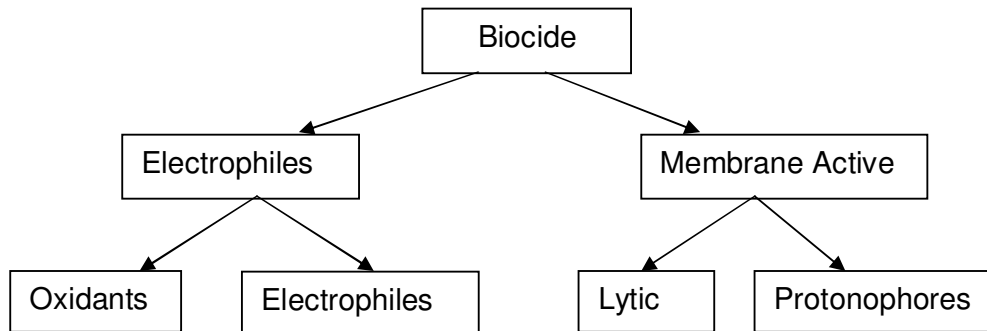 Biocide
Electrophiles
Membrane Active
Oxidants
Electrophiles
Lytic
Protonophores